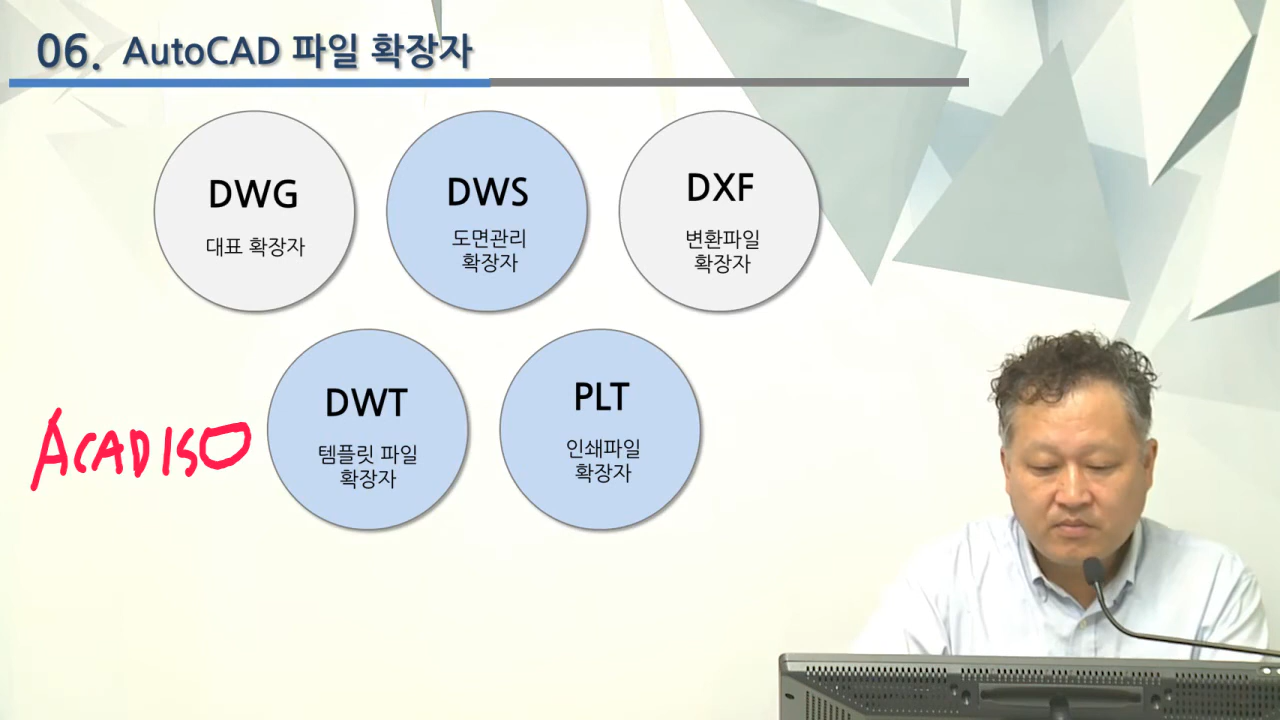 06. AutoCAD 파일 확장자
DWG
대표 확장자
DWS
도면관리
확장자
DXF
변환파일
확장자
ACADISO
DWT
템플릿 파일
확장자
PLT
인쇄파일
확장자